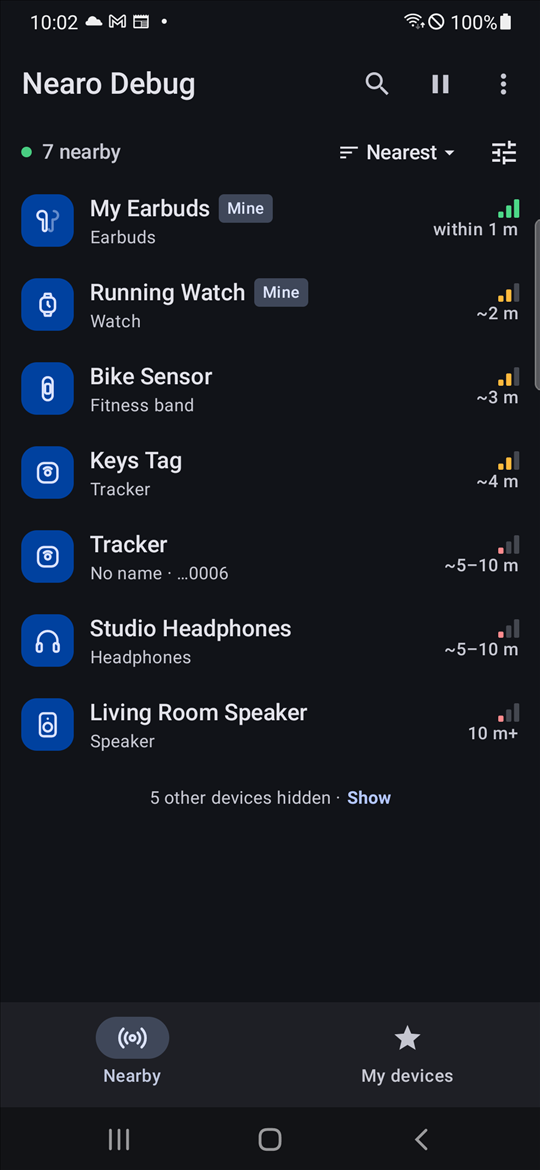 10:02 100%
Nearo Debug
7 nearby Nearest
My Earbuds Mine
Earbuds within 1 m
Running Watch Mine
Watch ~2 m
Bike Sensor
Fitness band ~3 m
Keys Tag
Tracker ~4 m
Tracker
No name · …0006 ~5–10 m
Studio Headphones
Headphones ~5–10 m
Living Room Speaker
Speaker 10 m+
5 other devices hidden · Show
Nearby My devices